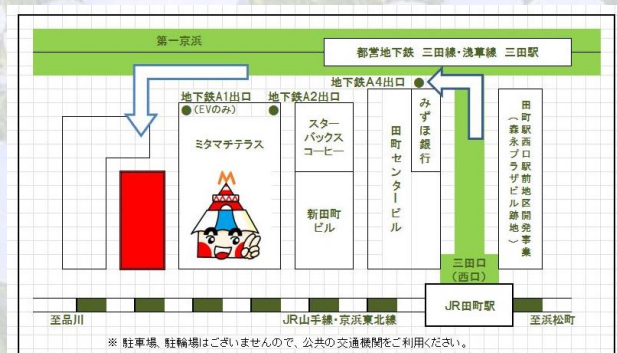 第一京浜
都営地下鉄 三田線・浅草線 三田駅
地下鉄A4出口
地下鉄A1出口
(EVのみ)
地下鉄A2出口
ミタマチテラス
スター
バックス
コーヒー
新田町
ビル
田町センタービル
みずほ銀行
田町駅西口駅前地区開発事業
(森永プラザビル跡地)
三田口
(西口)
JR田町駅
至品川
JR山手線・京浜東北線
至浜松町
※ 駐車場、駐輪場はございませんので、公共の交通機関をご利用ください。